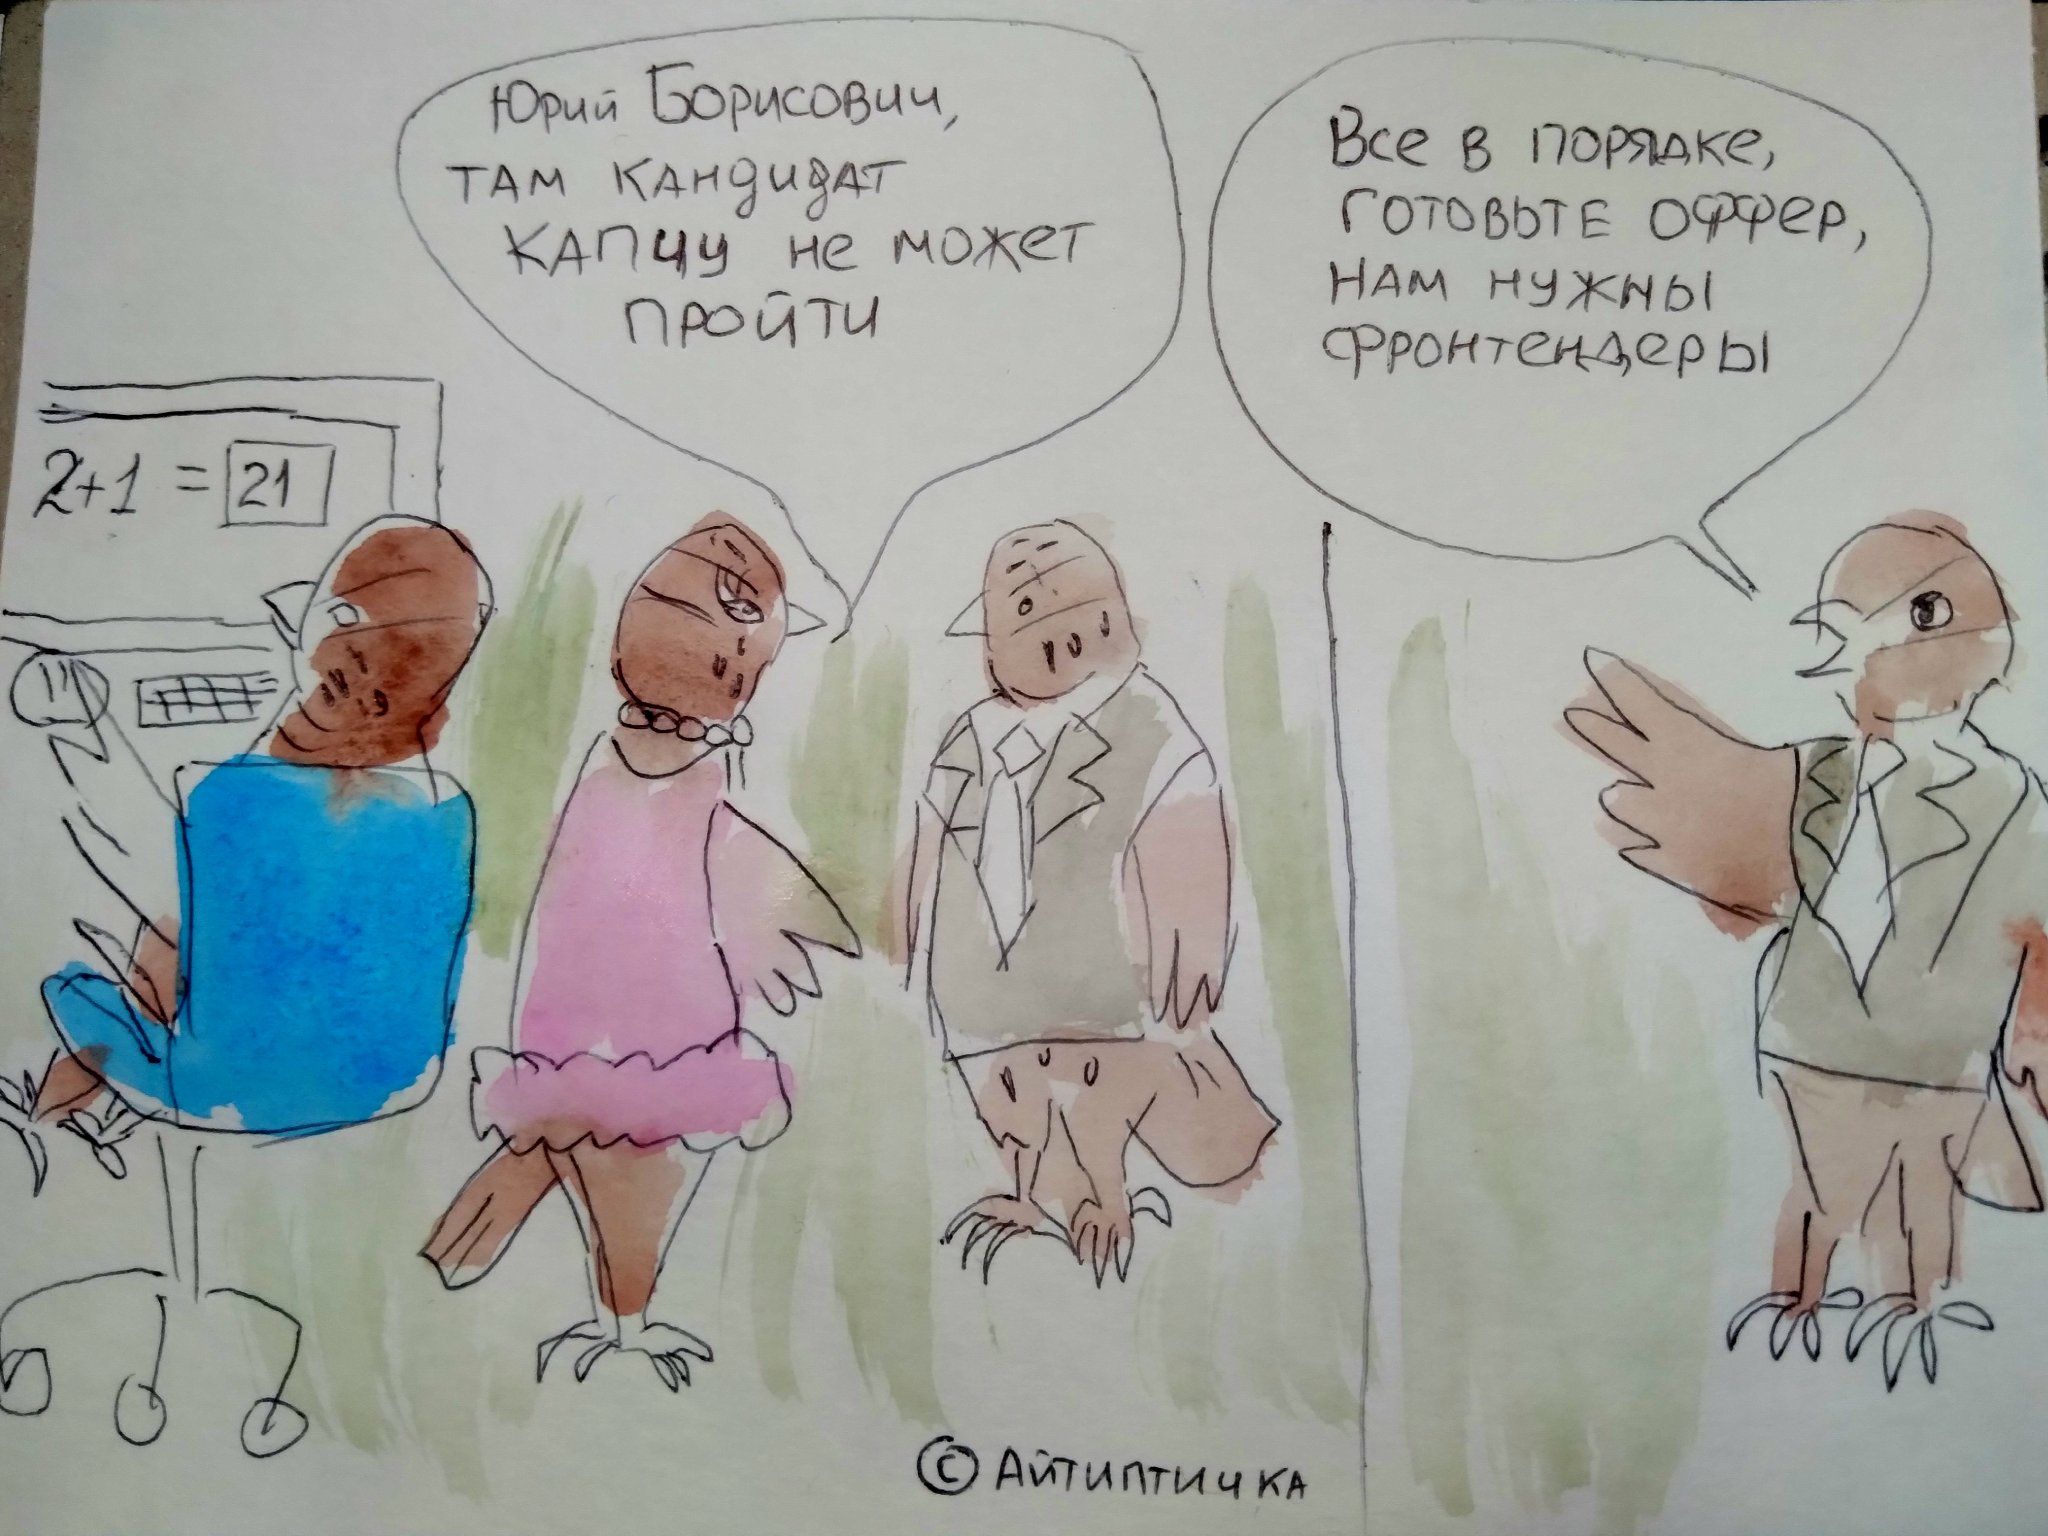 Юрий Борисович,
там кандидат
капчу не может
пройти
Все в порядке,
готовьте оффер,
нам нужны
фронтендеры
2+1 = 21
© Айтиптичка